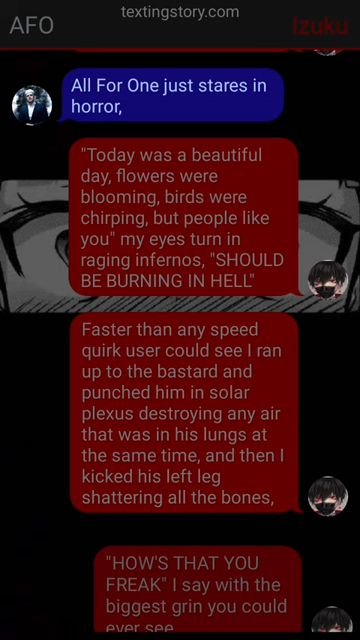 textingstory.com
AFO
Izuku
All For One just stares in
horror,
"Today was a beautiful
day, flowers were
blooming, birds were
chirping, but people like
you" my eyes turn in
raging infernos, "SHOULD
BE BURNING IN HELL"
Faster than any speed
quirk user could see I ran
up to the bastard and
punched him in solar
plexus destroying any air
that was in his lungs at
the same time, and then I
kicked his left leg
shattering all the bones,
"HOW'S THAT YOU
FREAK" I say with the
biggest grin you could
ever see